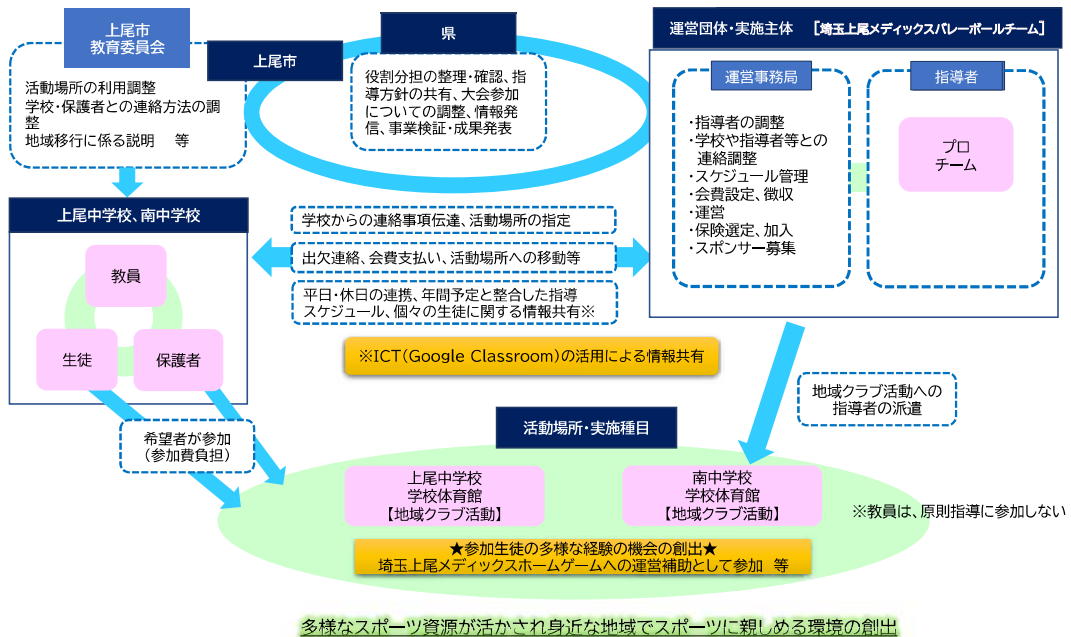 上尾市
教育委員会
活動場所の利用調整
学校・保護者との連絡方法の調
整
地域移行に係る説明　等
上尾市
県
役割分担の整理・確認、指
導方針の共有、大会参加
についての調整、情報発
信、事業検証・成果発表
運営団体・実施主体　[埼玉上尾メディックスバレーボールチーム]
運営事務局
・指導者の調整
・学校や指導者等との
連絡調整
・スケジュール管理
・会費設定、徴収
・運営
・保険選定、加入
・スポンサー募集
指導者
プロ
チーム
上尾中学校、南中学校
教員
生徒
保護者
学校からの連絡事項伝達、活動場所の指定
出欠連絡、会費支払い、活動場所への移動等
平日・休日の連携、年間予定と整合した指導
スケジュール、個々の生徒に関する情報共有※
※ICT(Google Classroom)の活用による情報共有
地域クラブ活動への
指導者の派遣
希望者が参加
（参加費負担）
活動場所・実施種目
上尾中学校
学校体育館
【地域クラブ活動】
南中学校
学校体育館
【地域クラブ活動】
※教員は、原則指導に参加しない
★参加生徒の多様な経験の機会の創出★
埼玉上尾メディックスホームゲームへの運営補助として参加　等
多様なスポーツ資源が活かされ身近な地域でスポーツに親しめる環境の創出